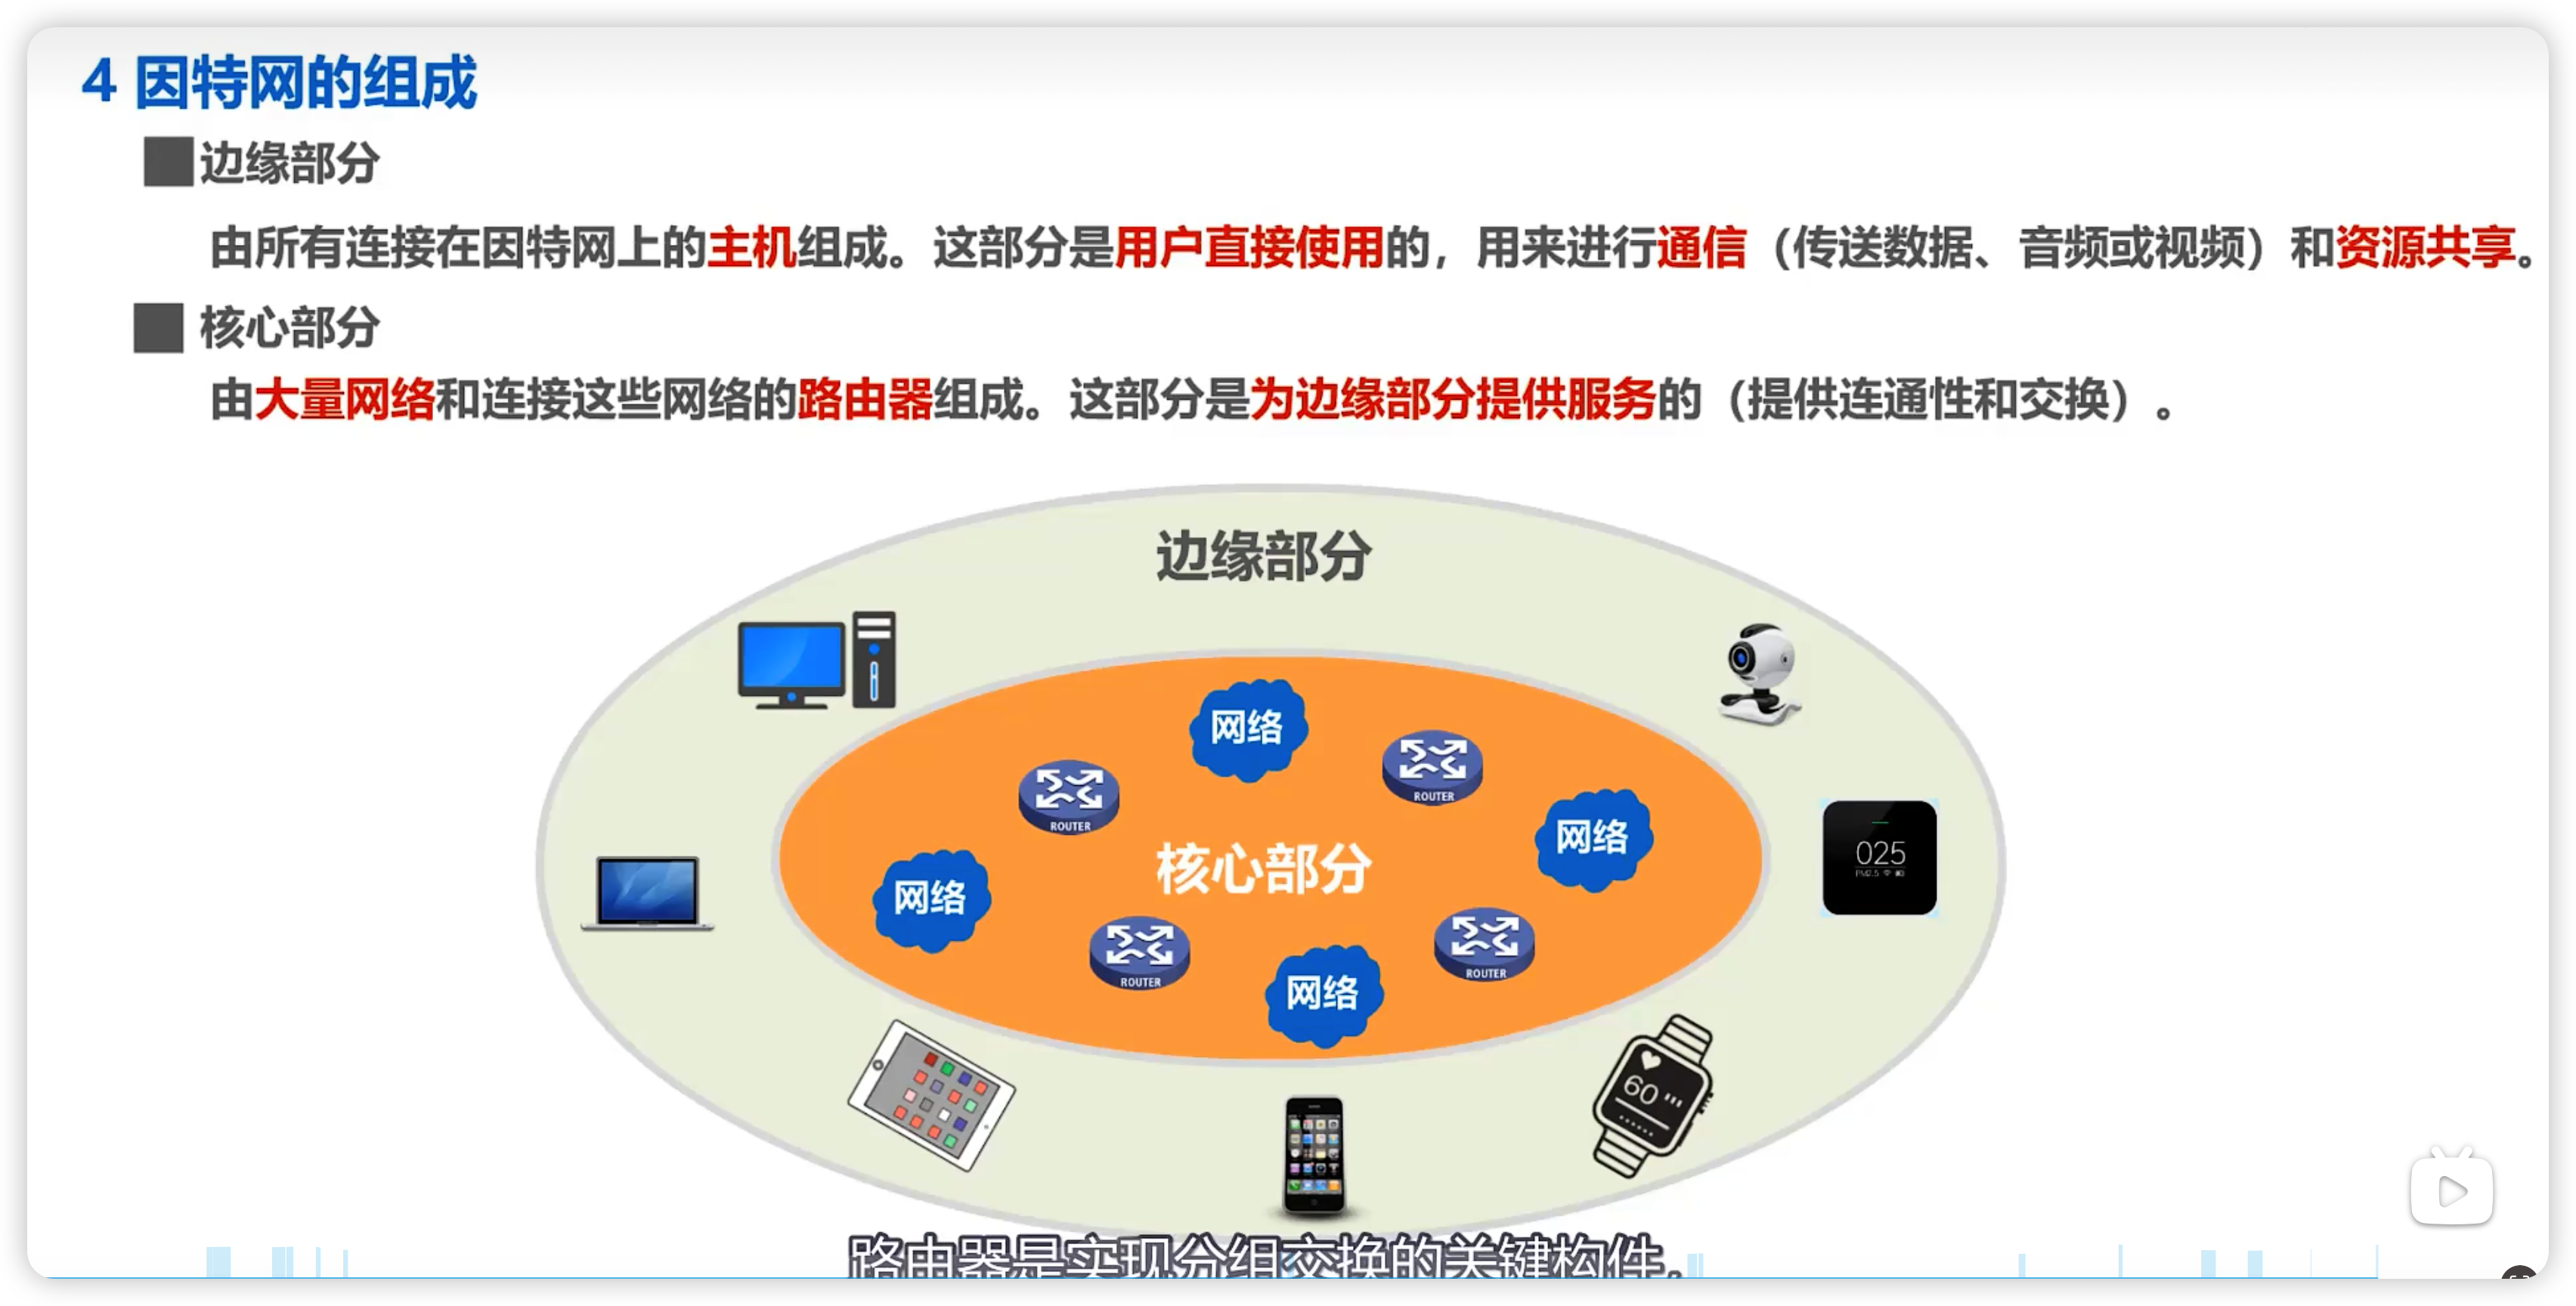 4 因特网的组成
边缘部分
由所有连接在因特网上的主机组成。这部分是用户直接使用的，用来进行通信（传送数据、音频或视频）和资源共享。
核心部分
由大量网络和连接这些网络的路由器组成。这部分是为边缘部分提供服务的（提供连通性和交换）。
边缘部分
网络
ROUTER
ROUTER
网络
核心部分
025
PM2.5
网络
ROUTER
ROUTER
网络
60
路由器是实现分组交换的关键构件，